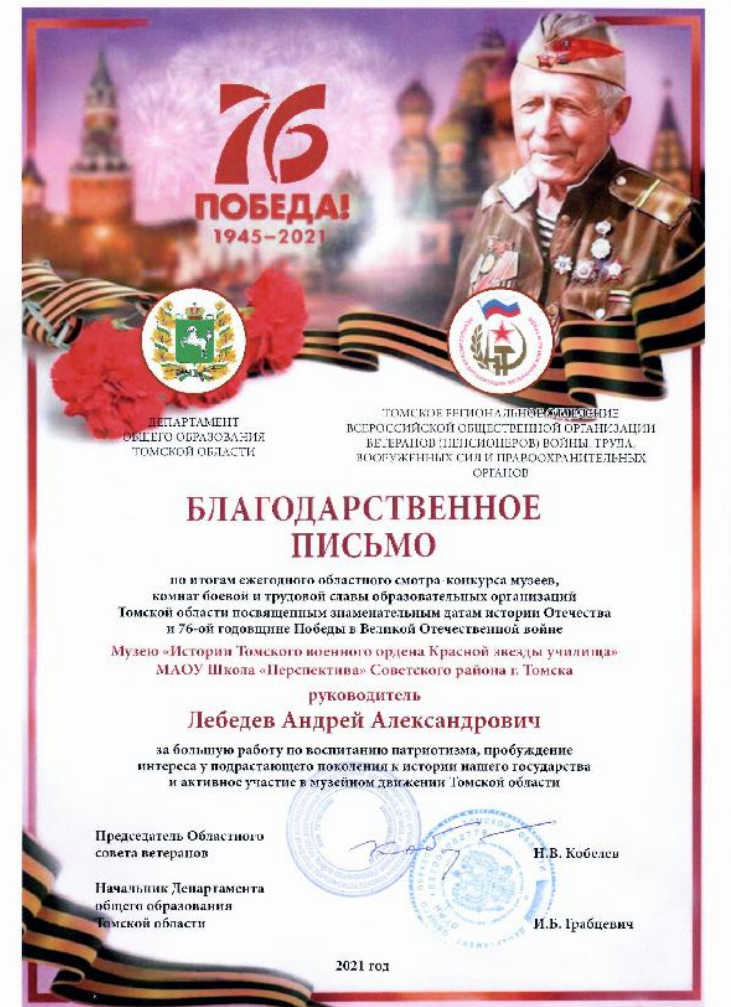 76
ПОБЕДА!
1945–2021
ДЕПАРТАМЕНТ
ОБЩЕГО ОБРАЗОВАНИЯ
ТОМСКОЙ ОБЛАСТИ
ТОМСКОЕ РЕГИОНАЛЬНОЕ ОТДЕЛЕНИЕ
ВСЕРОССИЙСКОЙ ОБЩЕСТВЕННОЙ ОРГАНИЗАЦИИ
ВЕТЕРАНОВ (ПЕНСИОНЕРОВ) ВОЙНЫ, ТРУДА,
ВООРУЖЕННЫХ СИЛ И ПРАВООХРАНИТЕЛЬНЫХ
ОРГАНОВ
БЛАГОДАРСТВЕННОЕ
ПИСЬМО
по итогам ежегодного областного смотра-конкурса музеев,
комнат боевой и трудовой славы образовательных организаций
Томской области посвященным знаменательным датам истории Отечества
и 76-ой годовщине Победы в Великой Отечественной войне
Музею «Истории Томского военного ордена Красной звезды училища»
МАОУ Школа «Перспектива» Советского района г. Томска
руководитель
Лебедев Андрей Александрович
за большую работу по воспитанию патриотизма, пробуждение
интереса у подрастающего поколения к истории нашего государства
и активное участие в музейном движении Томской области
Председатель Областного
совета ветеранов
Н.В. Кобелев
Начальник Департамента
общего образования
Томской области
И.Б. Грабцевич
2021 год